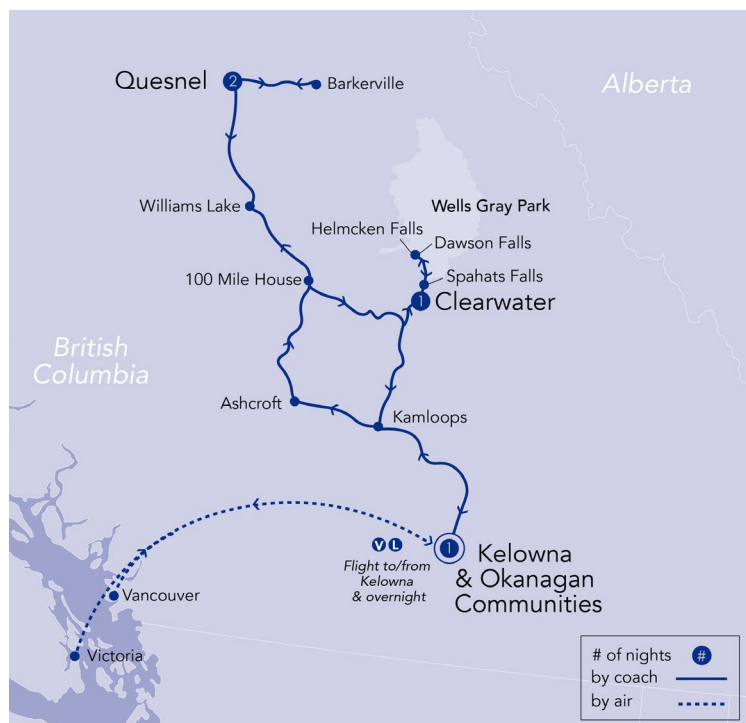 Alberta
Quesnel
2
Barkerville
Williams Lake
Wells Gray Park
Helmcken Falls
Dawson Falls
Spahats Falls
100 Mile House
1
Clearwater
British
Columbia
Ashcroft
Kamloops
V L
Flight to/from
Kelowna
& overnight
1
Kelowna
& Okanagan
Communities
Vancouver
Victoria
# of nights #
by coach
by air